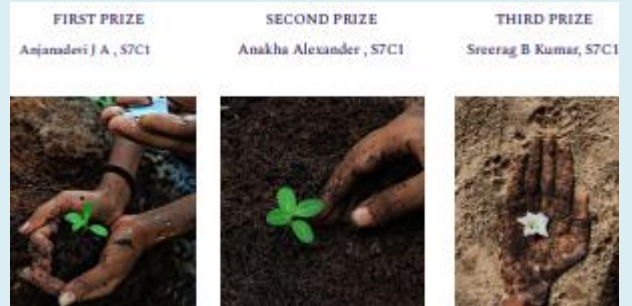 FIRST PRIZE
Anjanadevi J A , S7C1
SECOND PRIZE
Anakha Alexander , S7C1
THIRD PRIZE
Sreerag B Kumar, S7C1